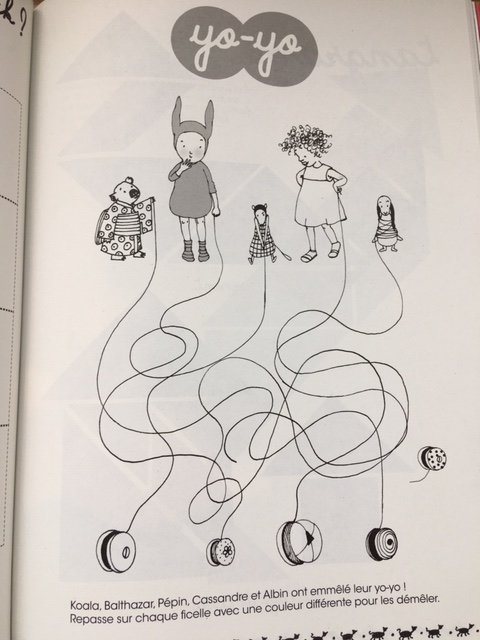 yo-yo
Koala, Balthazar, Pépin, Cassandre et Albin ont emmêlé leur yo-yo !
Repasse sur chaque ficelle avec une couleur différente pour les démêler.